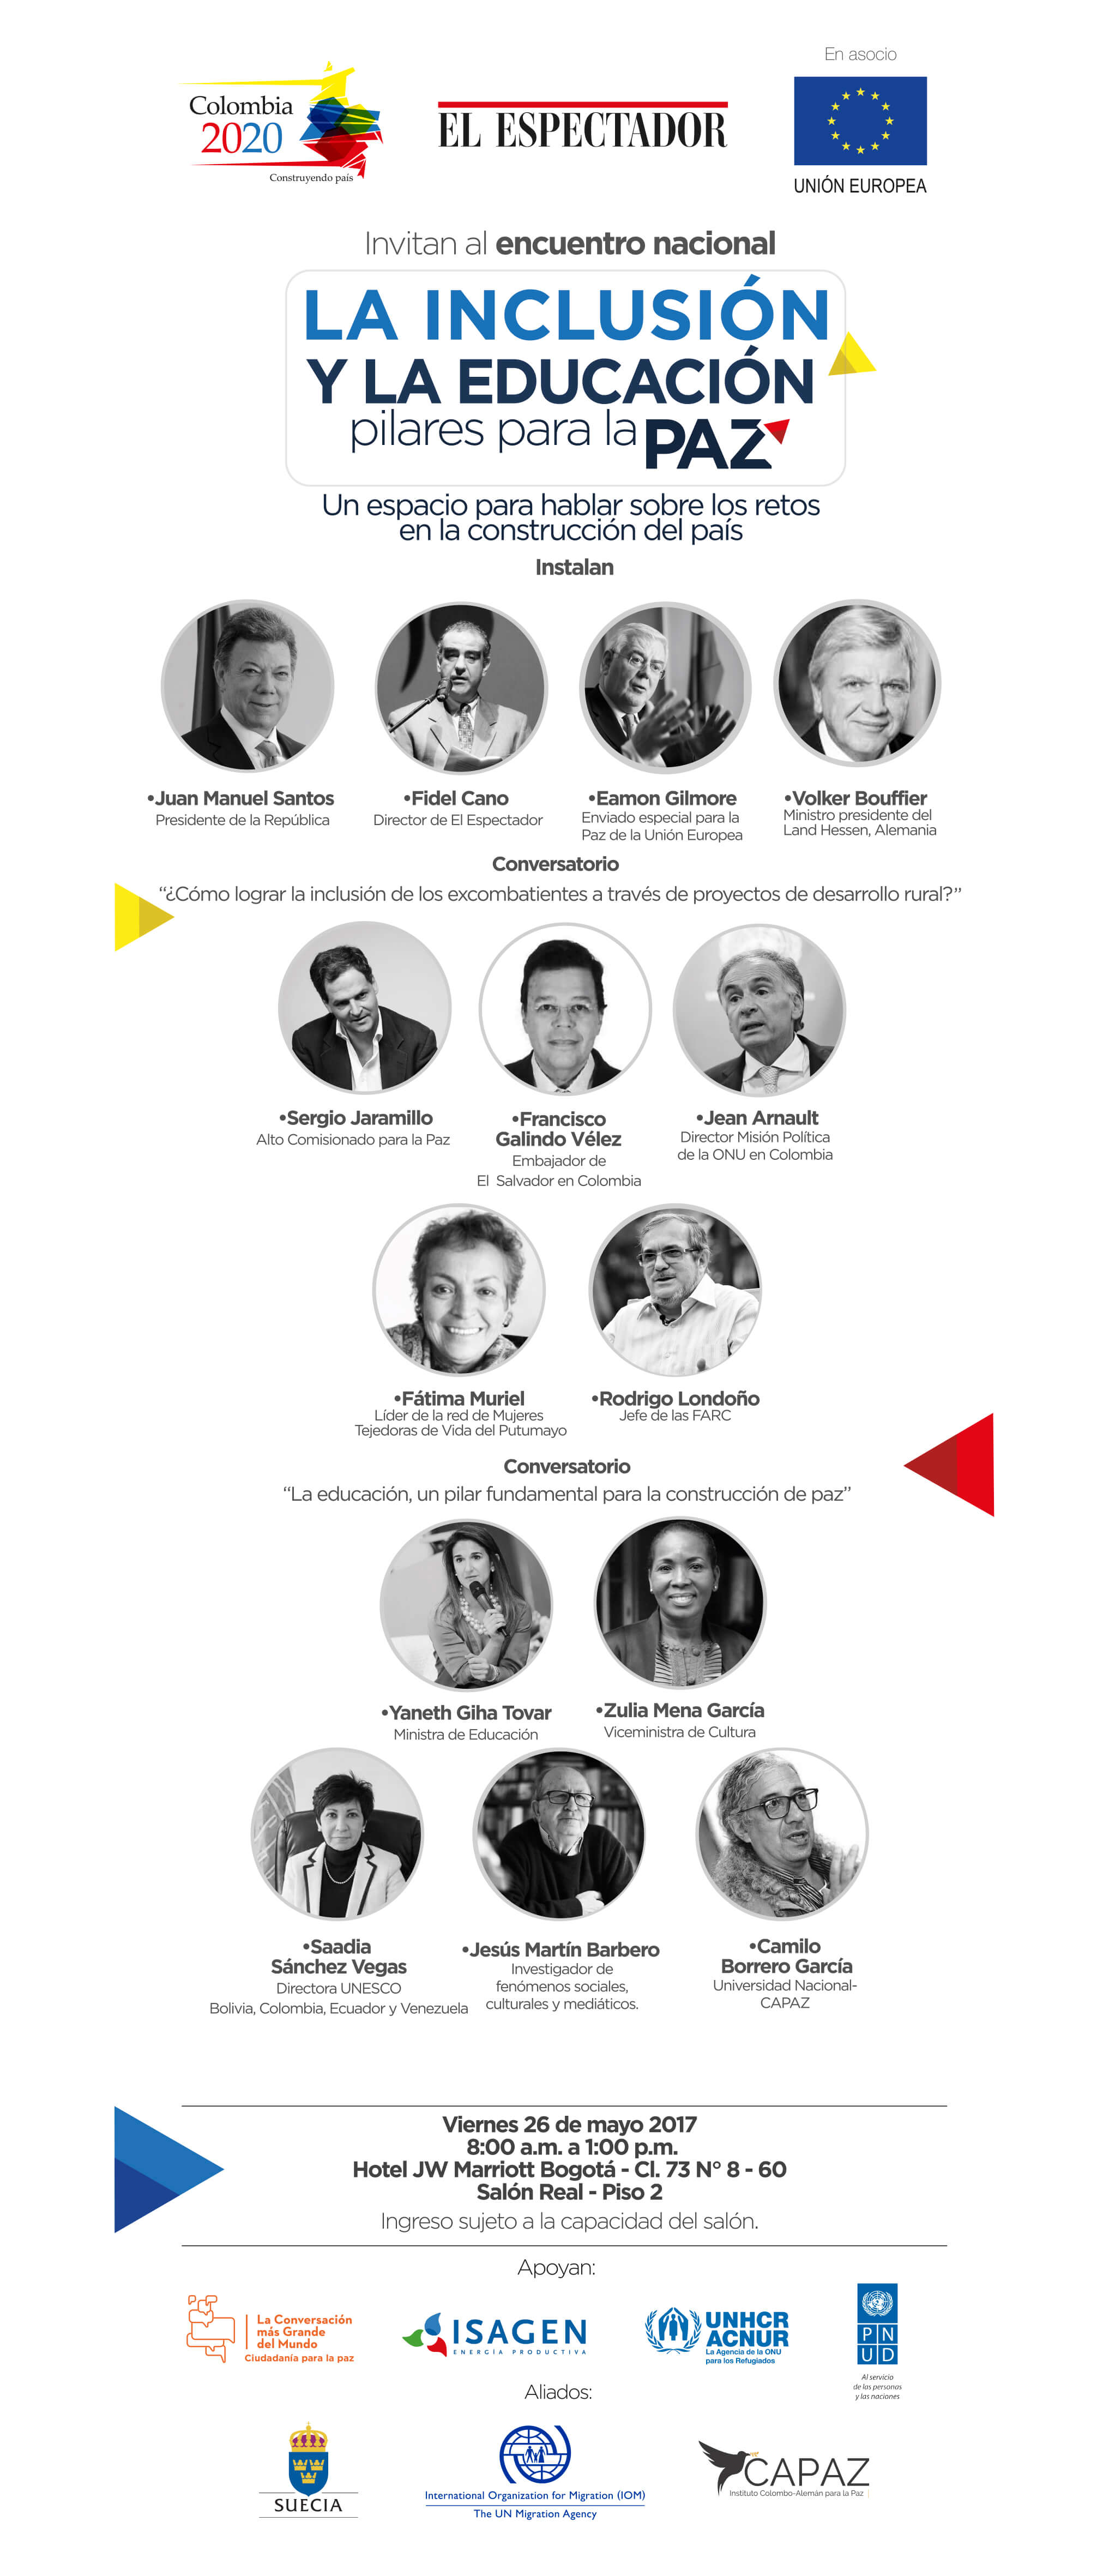 En asocio
Colombia
2020
Construyendo país
EL ESPECTADOR
UNIÓN EUROPEA
Invitan al encuentro nacional
LA INCLUSIÓN
Y LA EDUCACIÓN
pilares para la PAZ
Un espacio para hablar sobre los retos
en la construcción del país
Instalan
•Juan Manuel Santos
Presidente de la República
•Fidel Cano
Director de El Espectador
•Eamon Gilmore
Enviado especial para la
Paz de la Unión Europea
•Volker Bouffier
Ministro presidente del
Land Hessen, Alemania
Conversatorio
“¿Cómo lograr la inclusión de los excombatientes a través de proyectos de desarrollo rural?”
•Sergio Jaramillo
Alto Comisionado para la Paz
•Francisco
Galindo Vélez
Embajador de
El Salvador en Colombia
•Jean Arnault
Director Misión Política
de la ONU en Colombia
•Fátima Muriel
Líder de la red de Mujeres
Tejedoras de Vida del Putumayo
•Rodrigo Londoño
Jefe de las FARC
Conversatorio
“La educación, un pilar fundamental para la construcción de paz”
•Yaneth Giha Tovar
Ministra de Educación
•Zulia Mena García
Viceministra de Cultura
•Saadia
Sánchez Vegas
Directora UNESCO
Bolivia, Colombia, Ecuador y Venezuela
•Jesús Martín Barbero
Investigador de
fenómenos sociales,
culturales y mediáticos.
•Camilo
Borrero García
Universidad Nacional-
CAPAZ
Viernes 26 de mayo 2017
8:00 a.m. a 1:00 p.m.
Hotel JW Marriott Bogotá - Cl. 73 N° 8 - 60
Salón Real - Piso 2
Ingreso sujeto a la capacidad del salón.
Apoyan:
La Conversación
más Grande
del Mundo
Ciudadanía para la paz
ISAGEN
ENERGÍA PRODUCTIVA
UNHCR
ACNUR
La Agencia de la ONU
para los Refugiados
PN
UD
Al servicio
de las personas
y las naciones
Aliados:
SUECIA
International Organization for Migration (IOM)
The UN Migration Agency
CAPAZ
Instituto Colombo-Alemán para la Paz